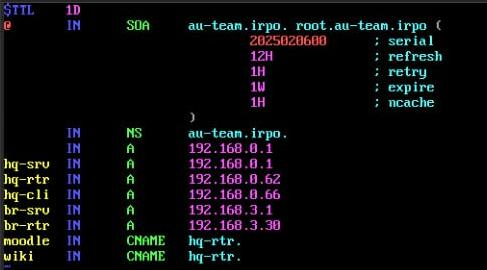 $TTL 1D
@ IN SOA au-team.irpo. root.au-team.irpo (
2025020600 ; serial
12H ; refresh
1H ; retry
1W ; expire
1H ; ncache
)
IN NS au-team.irpo.
IN A 192.168.0.1
hq-srv IN A 192.168.0.1
hq-rtr IN A 192.168.0.62
hq-cli IN A 192.168.0.66
br-srv IN A 192.168.3.1
br-rtr IN A 192.168.3.30
moodle IN CNAME hq-rtr.
wiki IN CNAME hq-rtr.
~